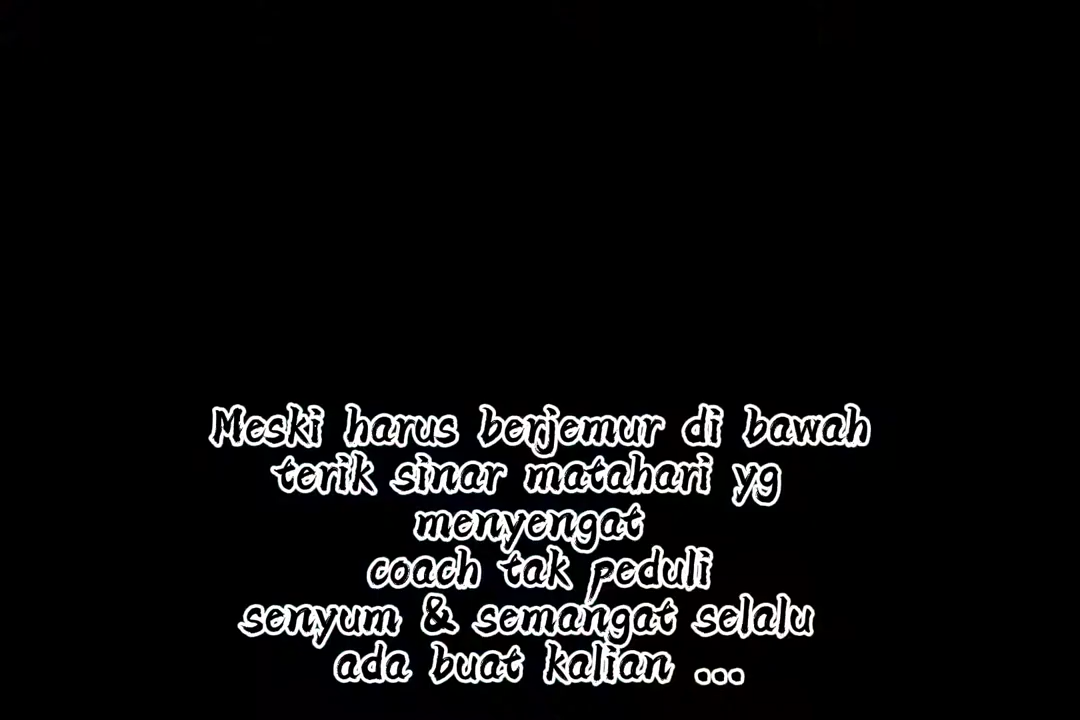 Meski harus berjemur di bawah
terik sinar matahari yg
menyengat
coach tak peduli
senyum & semangat selalu
ada buat kalian ...